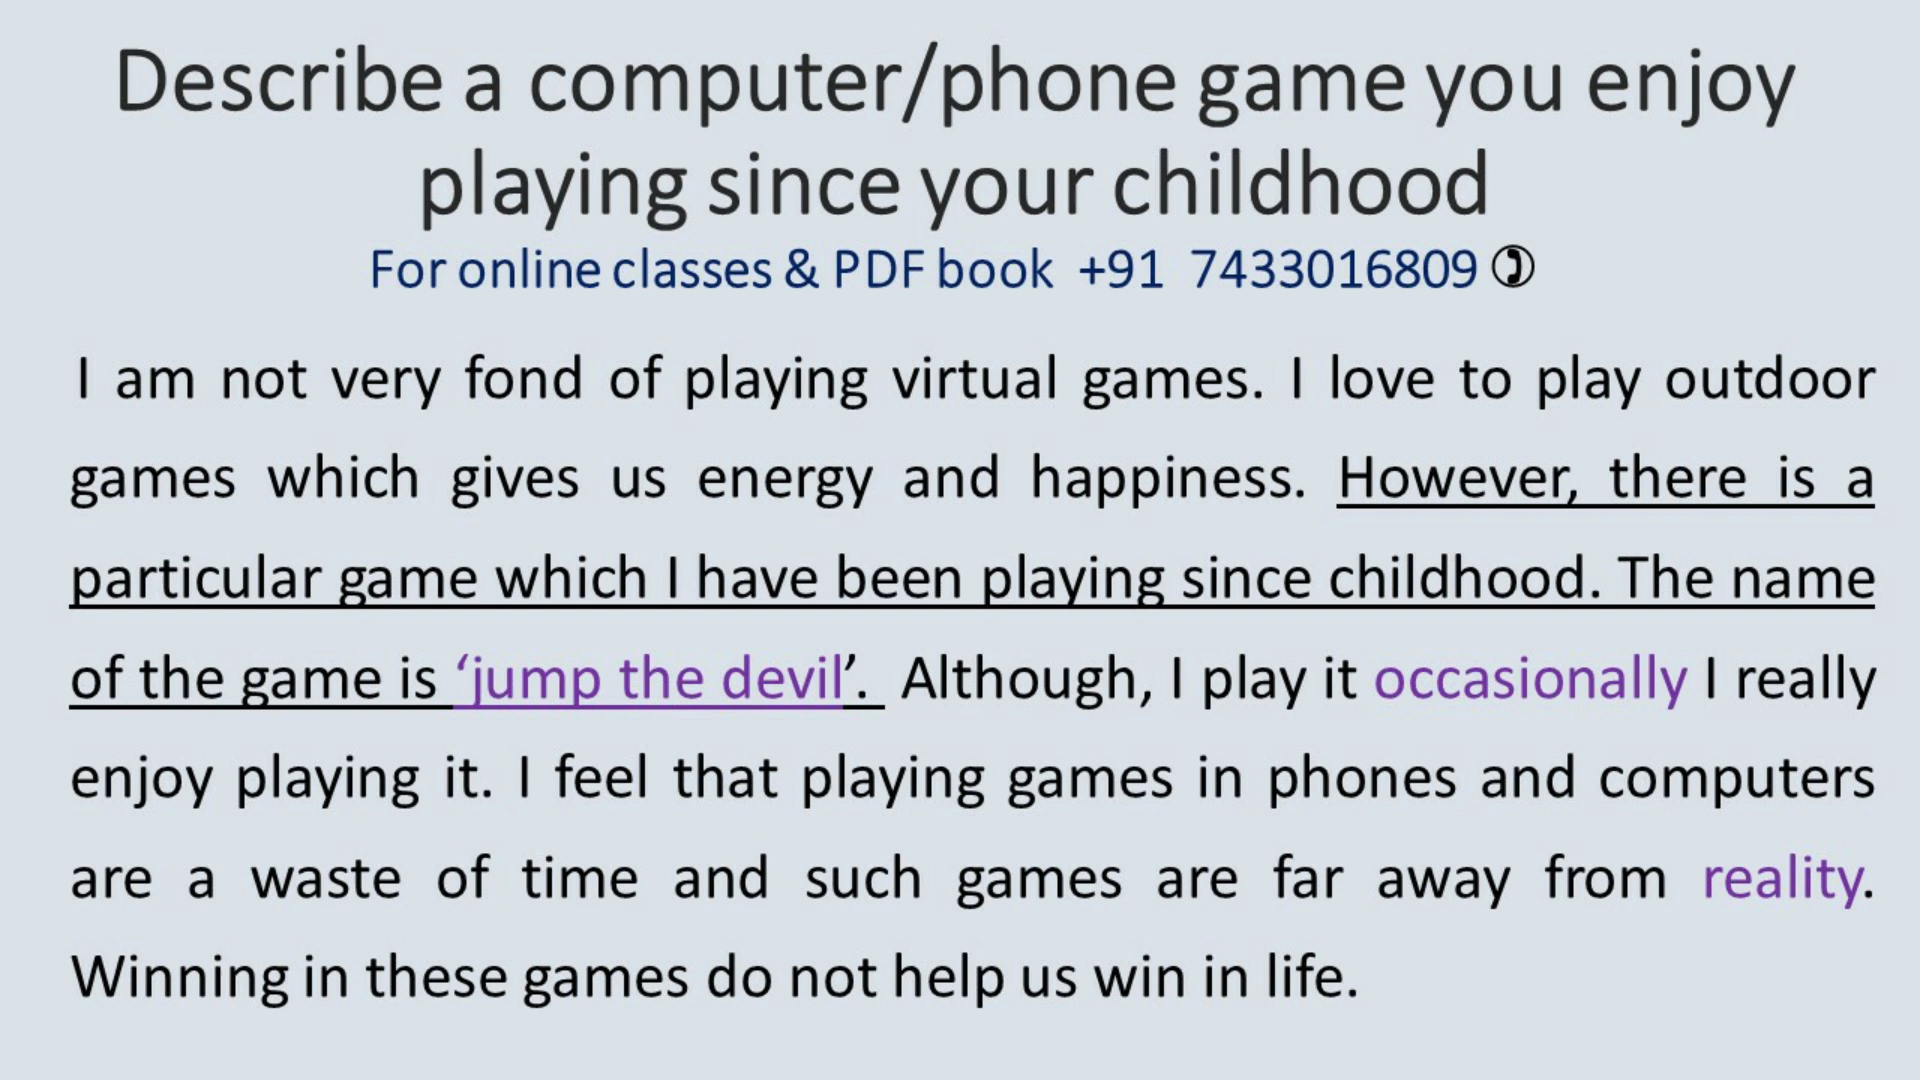 Describe a computer/phone game you enjoy
playing since your childhood
For online classes & PDF book +91 7433016809
I am not very fond of playing virtual games. I love to play outdoor
games which gives us energy and happiness. However, there is a
particular game which I have been playing since childhood. The name
of the game is ‘jump the devil’. Although, I play it occasionally I really
enjoy playing it. I feel that playing games in phones and computers
are a waste of time and such games are far away from reality.
Winning in these games do not help us win in life.